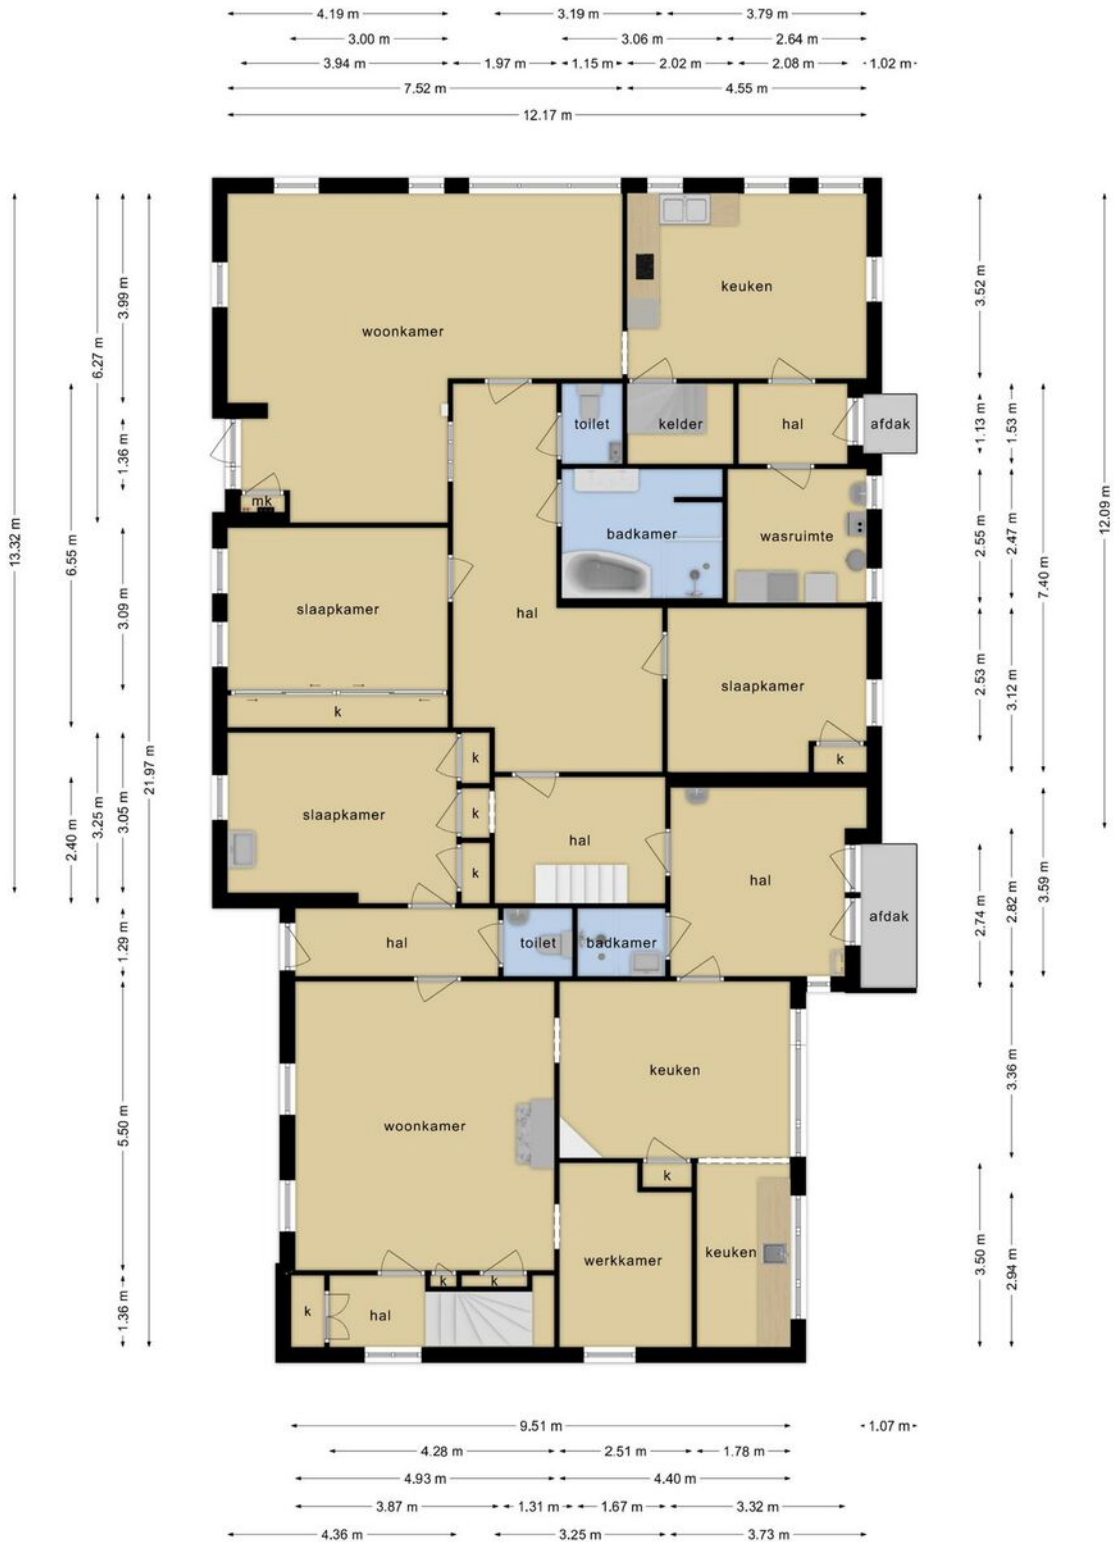 4.19 m 3.19 m 3.79 m
3.00 m 3.06 m 2.64 m
3.94 m 1.97 m 1.15 m 2.02 m 2.08 m 1.02 m
7.52 m 4.55 m
12.17 m
13.32 m
6.27 m
3.99 m
1.36 m
6.55 m
3.09 m
21.97 m
2.40 m
3.25 m
3.05 m
1.29 m
5.50 m
1.36 m
woonkamer
keuken
toilet
kelder
hal
afdak
mk
badkamer
wasruimte
slaapkamer
hal
k
slaapkamer
k
slaapkamer
k
k
k
hal
hal
afdak
hal
toilet
badkamer
woonkamer
keuken
k
werkkamer
keuken
k
hal
k
k
3.52 m
1.13 m
1.53 m
12.09 m
2.55 m
2.47 m
7.40 m
2.53 m
3.12 m
2.74 m
2.82 m
3.59 m
3.36 m
3.50 m
2.94 m
9.51 m 1.07 m
4.28 m 2.51 m 1.78 m
4.93 m 4.40 m
3.87 m 1.31 m 1.67 m 3.32 m
4.36 m 3.25 m 3.73 m